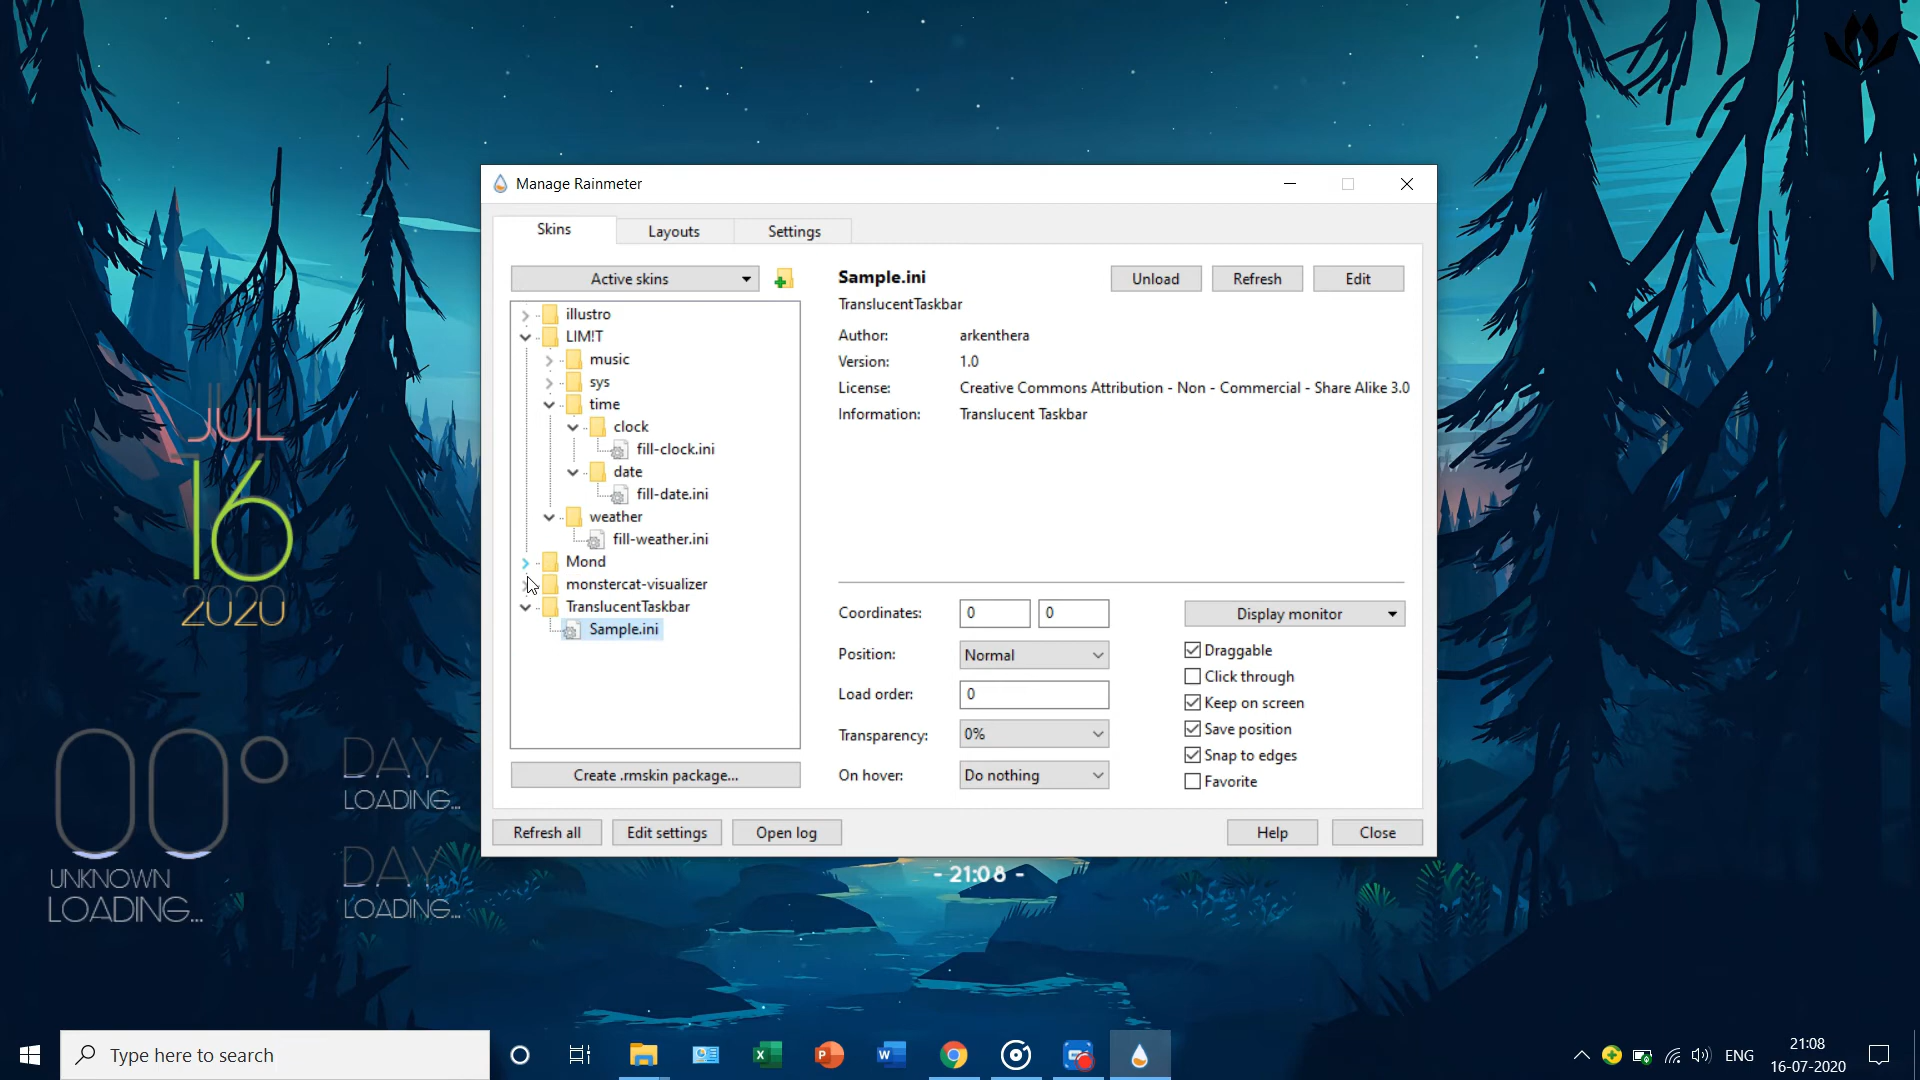 Manage Rainmeter
Skins
Layouts
Settings
Active skins
illustro
LIM!T
music
sys
time
clock
fill-clock.ini
date
fill-date.ini
weather
fill-weather.ini
Mond
monstercat-visualizer
TranslucentTaskbar
Sample.ini
Create .rmskin package...
Sample.ini
TranslucentTaskbar
Unload
Refresh
Edit
Author: arkenthera
Version: 1.0
License: Creative Commons Attribution - Non - Commercial - Share Alike 3.0
Information: Translucent Taskbar
Coordinates: 0 0
Position: Normal
Load order: 0
Transparency: 0%
On hover: Do nothing
Display monitor
Draggable
Click through
Keep on screen
Save position
Snap to edges
Favorite
Refresh all
Edit settings
Open log
Help
Close
JUL
16
2020
00°
UNKNOWN
LOADING...
DAY
LOADING...
DAY
LOADING...
- 21:08 -
Type here to search
ENG
21:08
16-07-2020